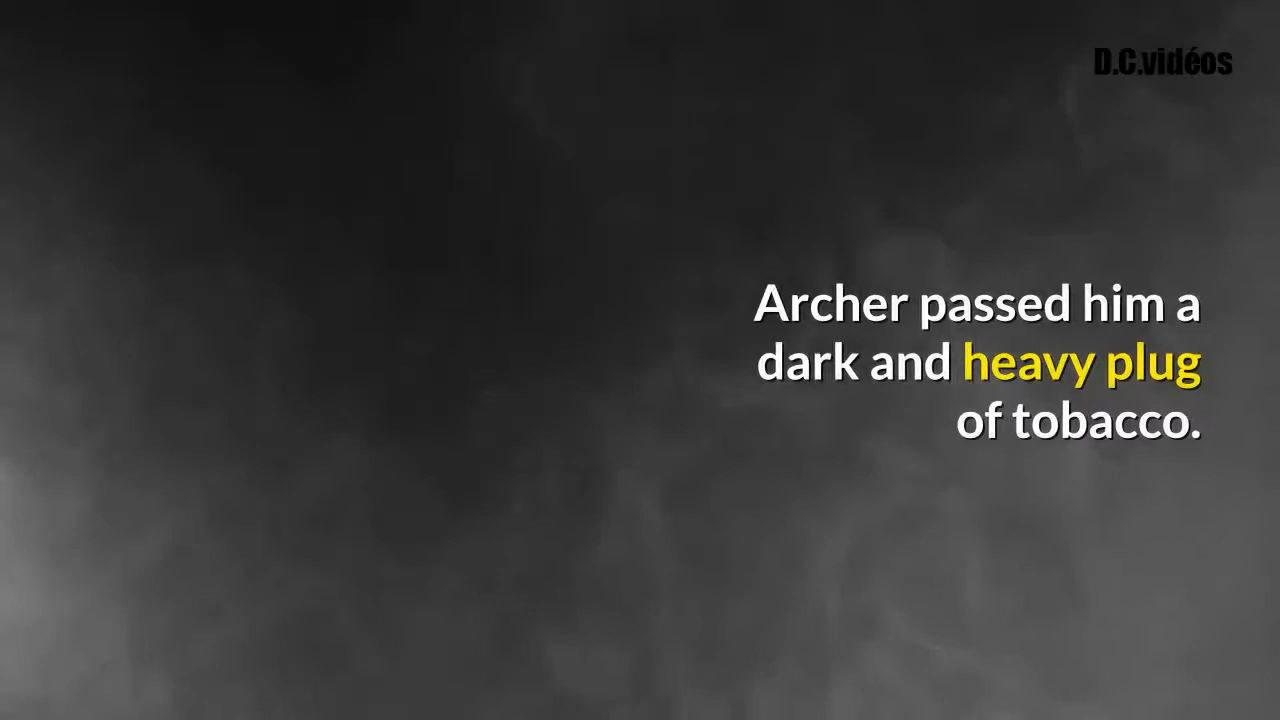 D.C.vidéos
Archer passed him a
dark and heavy plug
of tobacco.